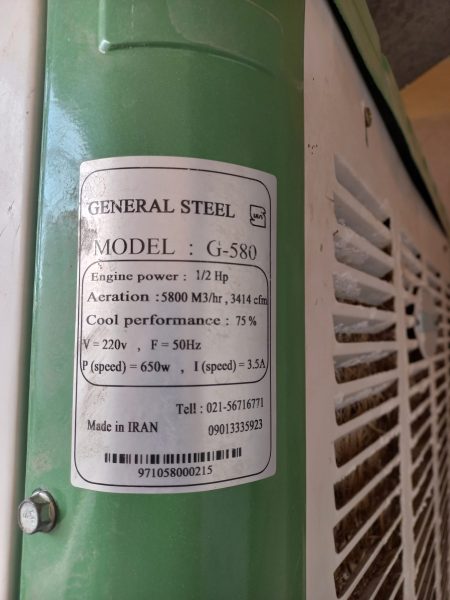 GENERAL STEEL
MODEL : G-580
Engine power : 1/2 Hp
Aeration :5800 M3/hr , 3414 cfm
Cool performance : 75 %
V = 220v , F = 50Hz
P (speed) = 650w , I (speed) = 3.5A
Tell : 021-56716771
Made in IRAN 09013335923
971058000215